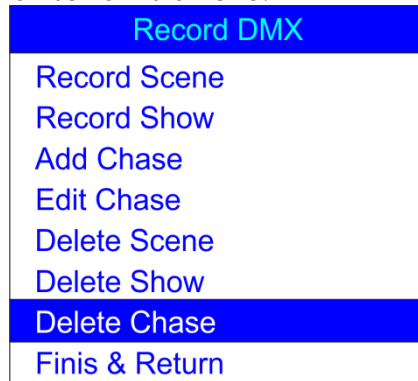 Record DMX
Record Scene
Record Show
Add Chase
Edit Chase
Delete Scene
Delete Show
Delete Chase
Finis & Return